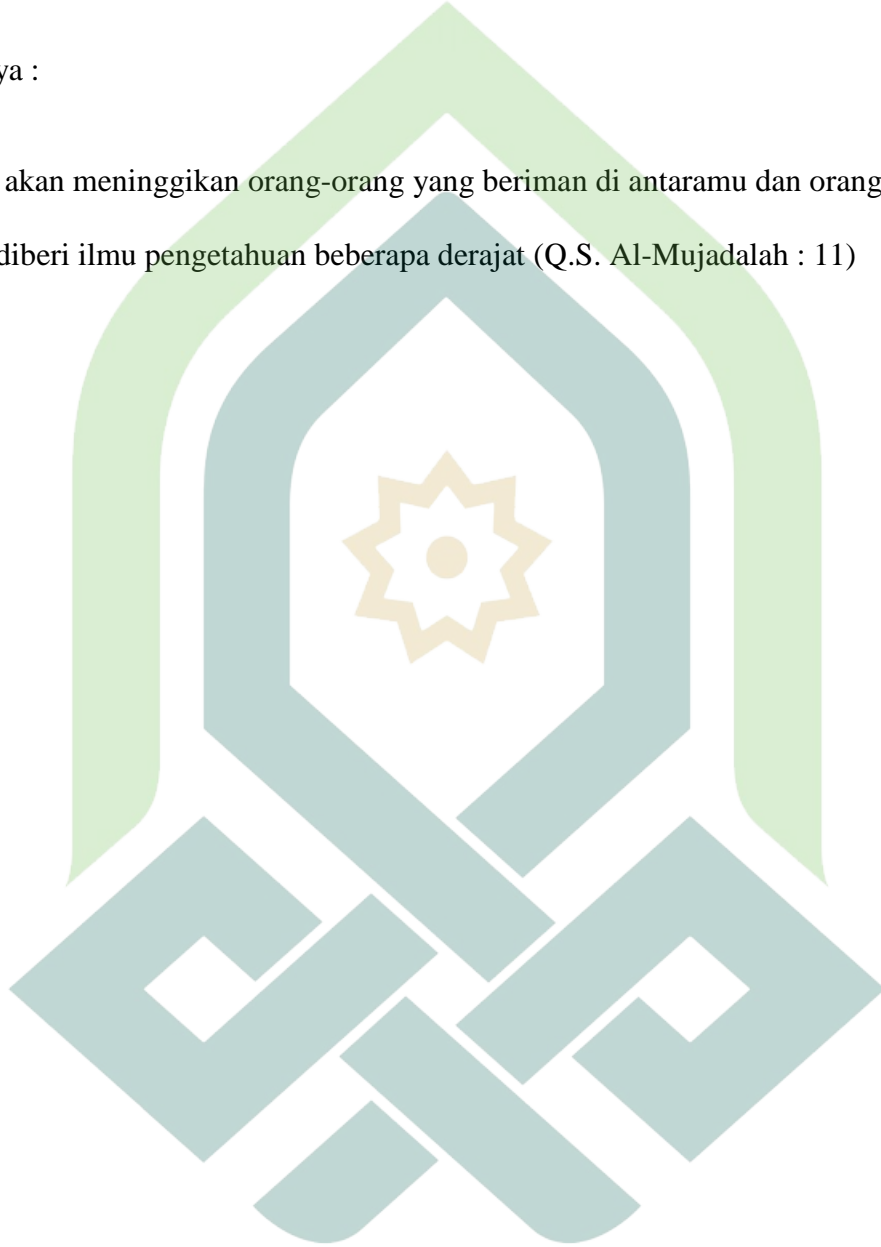 ya :
akan meninggikan orang-orang yang beriman di antaramu dan orang
diberi ilmu pengetahuan beberapa derajat (Q.S. Al-Mujadalah : 11)